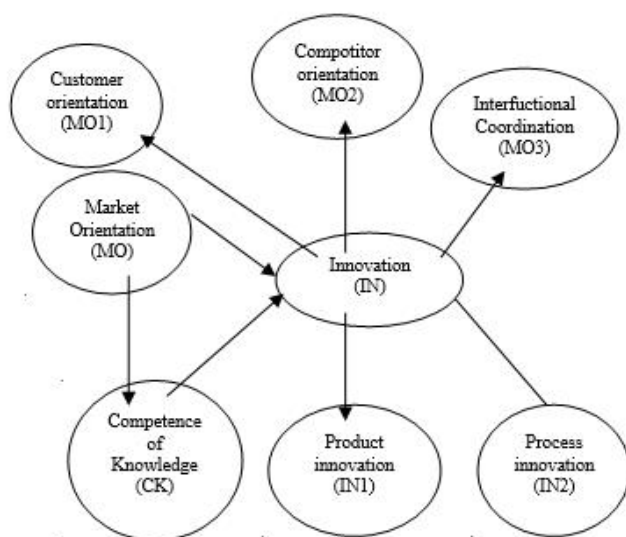 Customer
orientation
(MO1)
Compotitor
orientation
(MO2)
Interfuctional
Coordination
(MO3)
Market
Orientation
(MO)
Innovation
(IN)
Competence
of
Knowledge
(CK)
Product
innovation
(IN1)
Process
innovation
(IN2)